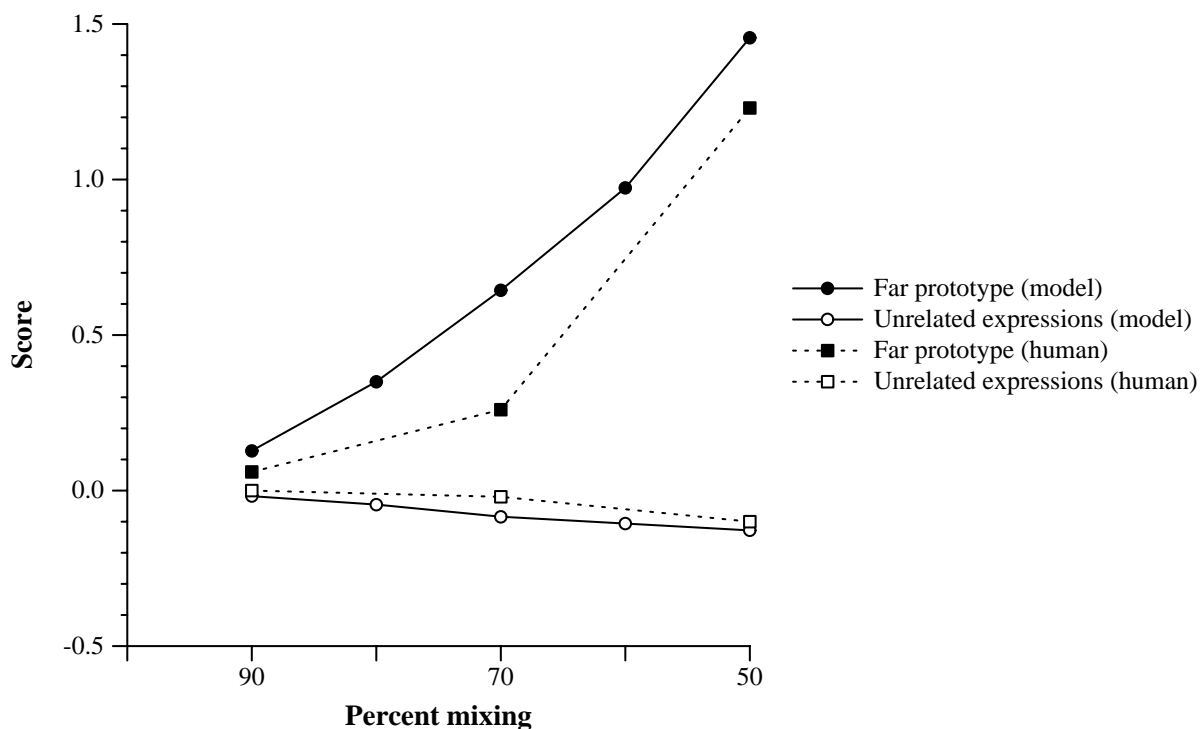 1.5
1.0
0.5
0.0
-0.5
Score
90
70
50
Percent mixing
Far prototype (model)
Unrelated expressions (model)
Far prototype (human)
Unrelated expressions (human)